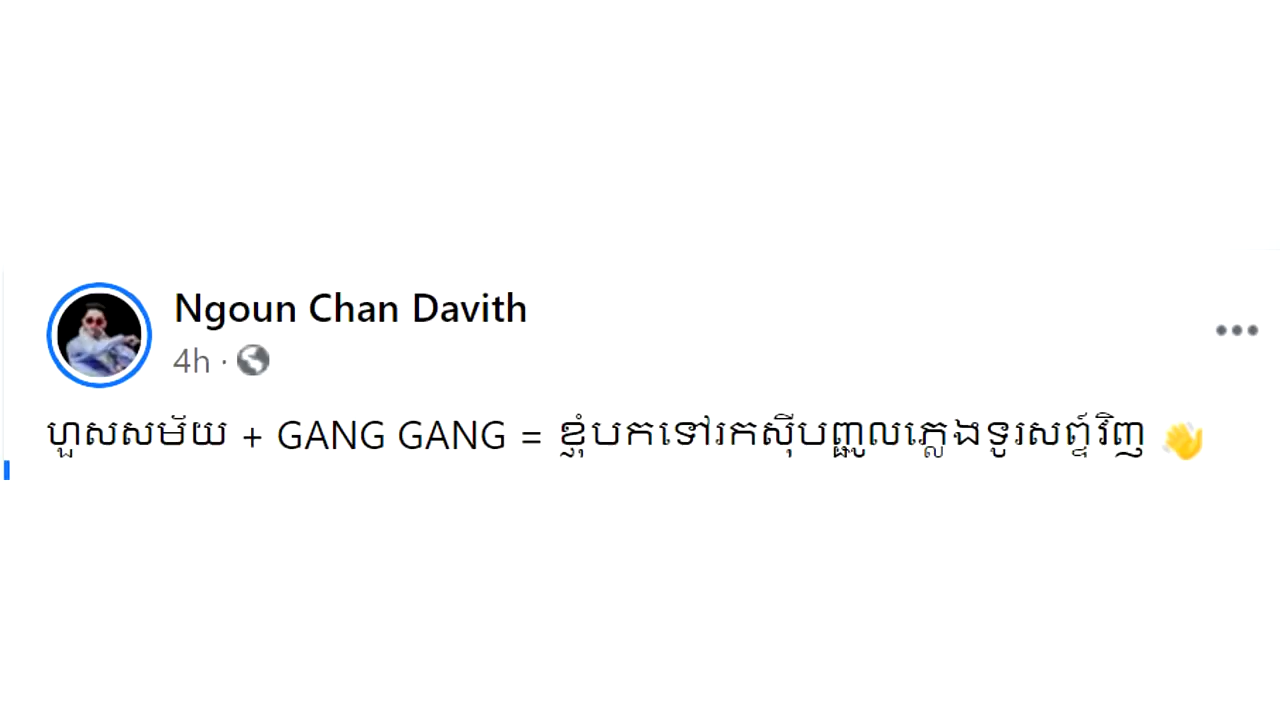 Ngoun Chan Davith
4h ·
ហួសសម័យ + GANG GANG = ខ្ញុំបកទៅរកស៊ីបញ្ចូលភ្លេងទូរសព្ទ័វិញ 👋